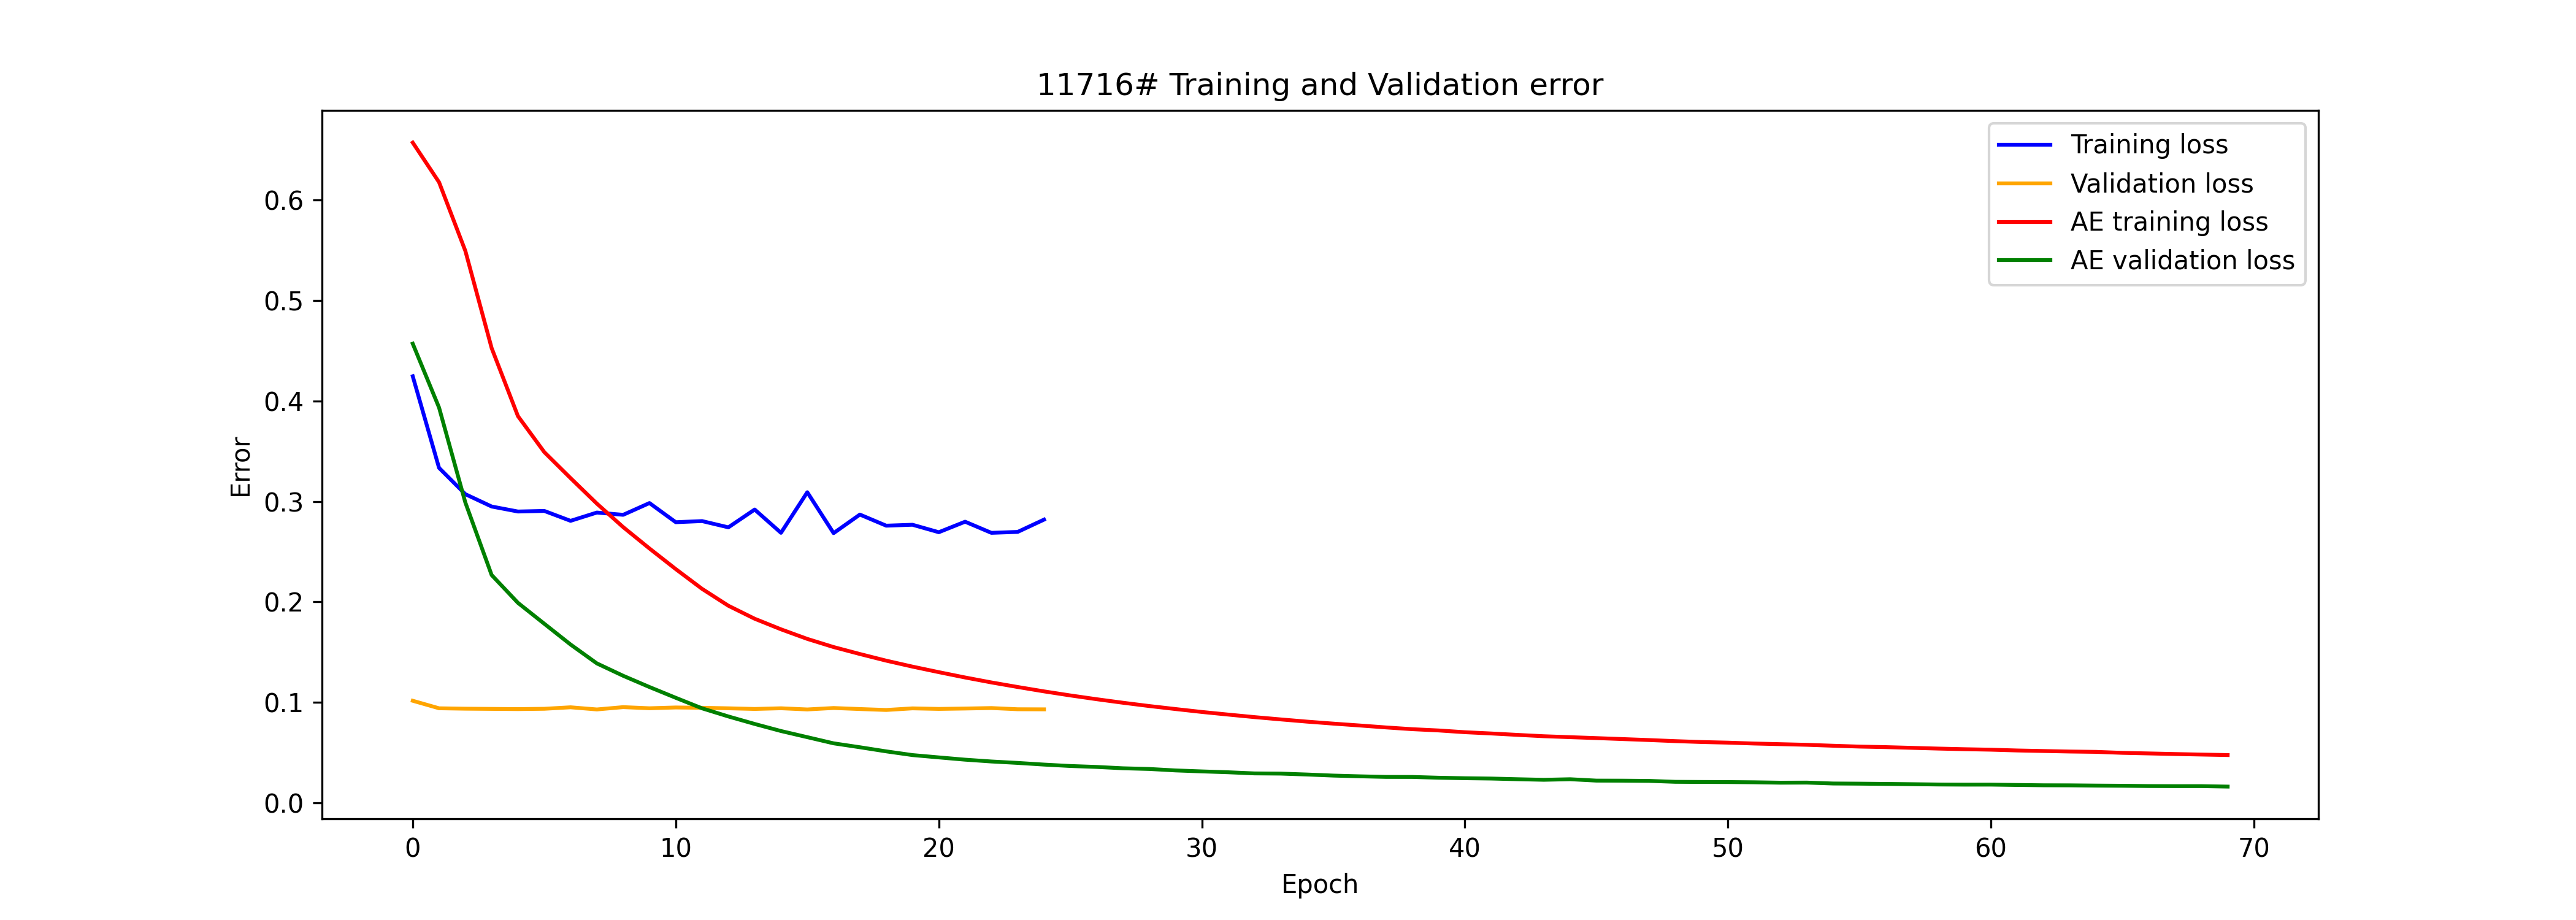 11716# Training and Validation error
Training loss
Validation loss
AE training loss
AE validation loss
0.6
0.5
0.4
0.3
0.2
0.1
0.0
Error
0 10 20 30 40 50 60 70
Epoch